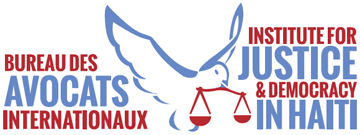 BUREAU DES
AVOCATS
INTERNATIONAUX
INSTITUTE FOR
JUSTICE
& DEMOCRACY
IN HAITI